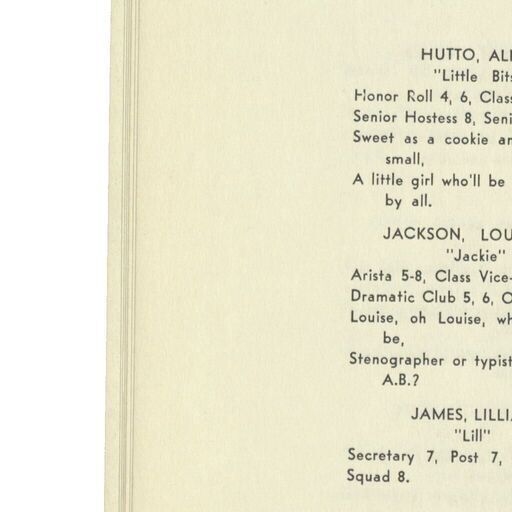 HUTTO, ALI
"Little Bits
Honor Roll 4, 6, Class
Senior Hostess 8, Seni
Sweet as a cookie an
small,
A little girl who'll be
by all.
JACKSON, LOU
"Jackie"
Arista 5-8, Class Vice-
Dramatic Club 5, 6, O
Louise, oh Louise, wh
be,
Stenographer or typist
A.B.?
JAMES, LILLI
"Lill"
Secretary 7, Post 7,
Squad 8.